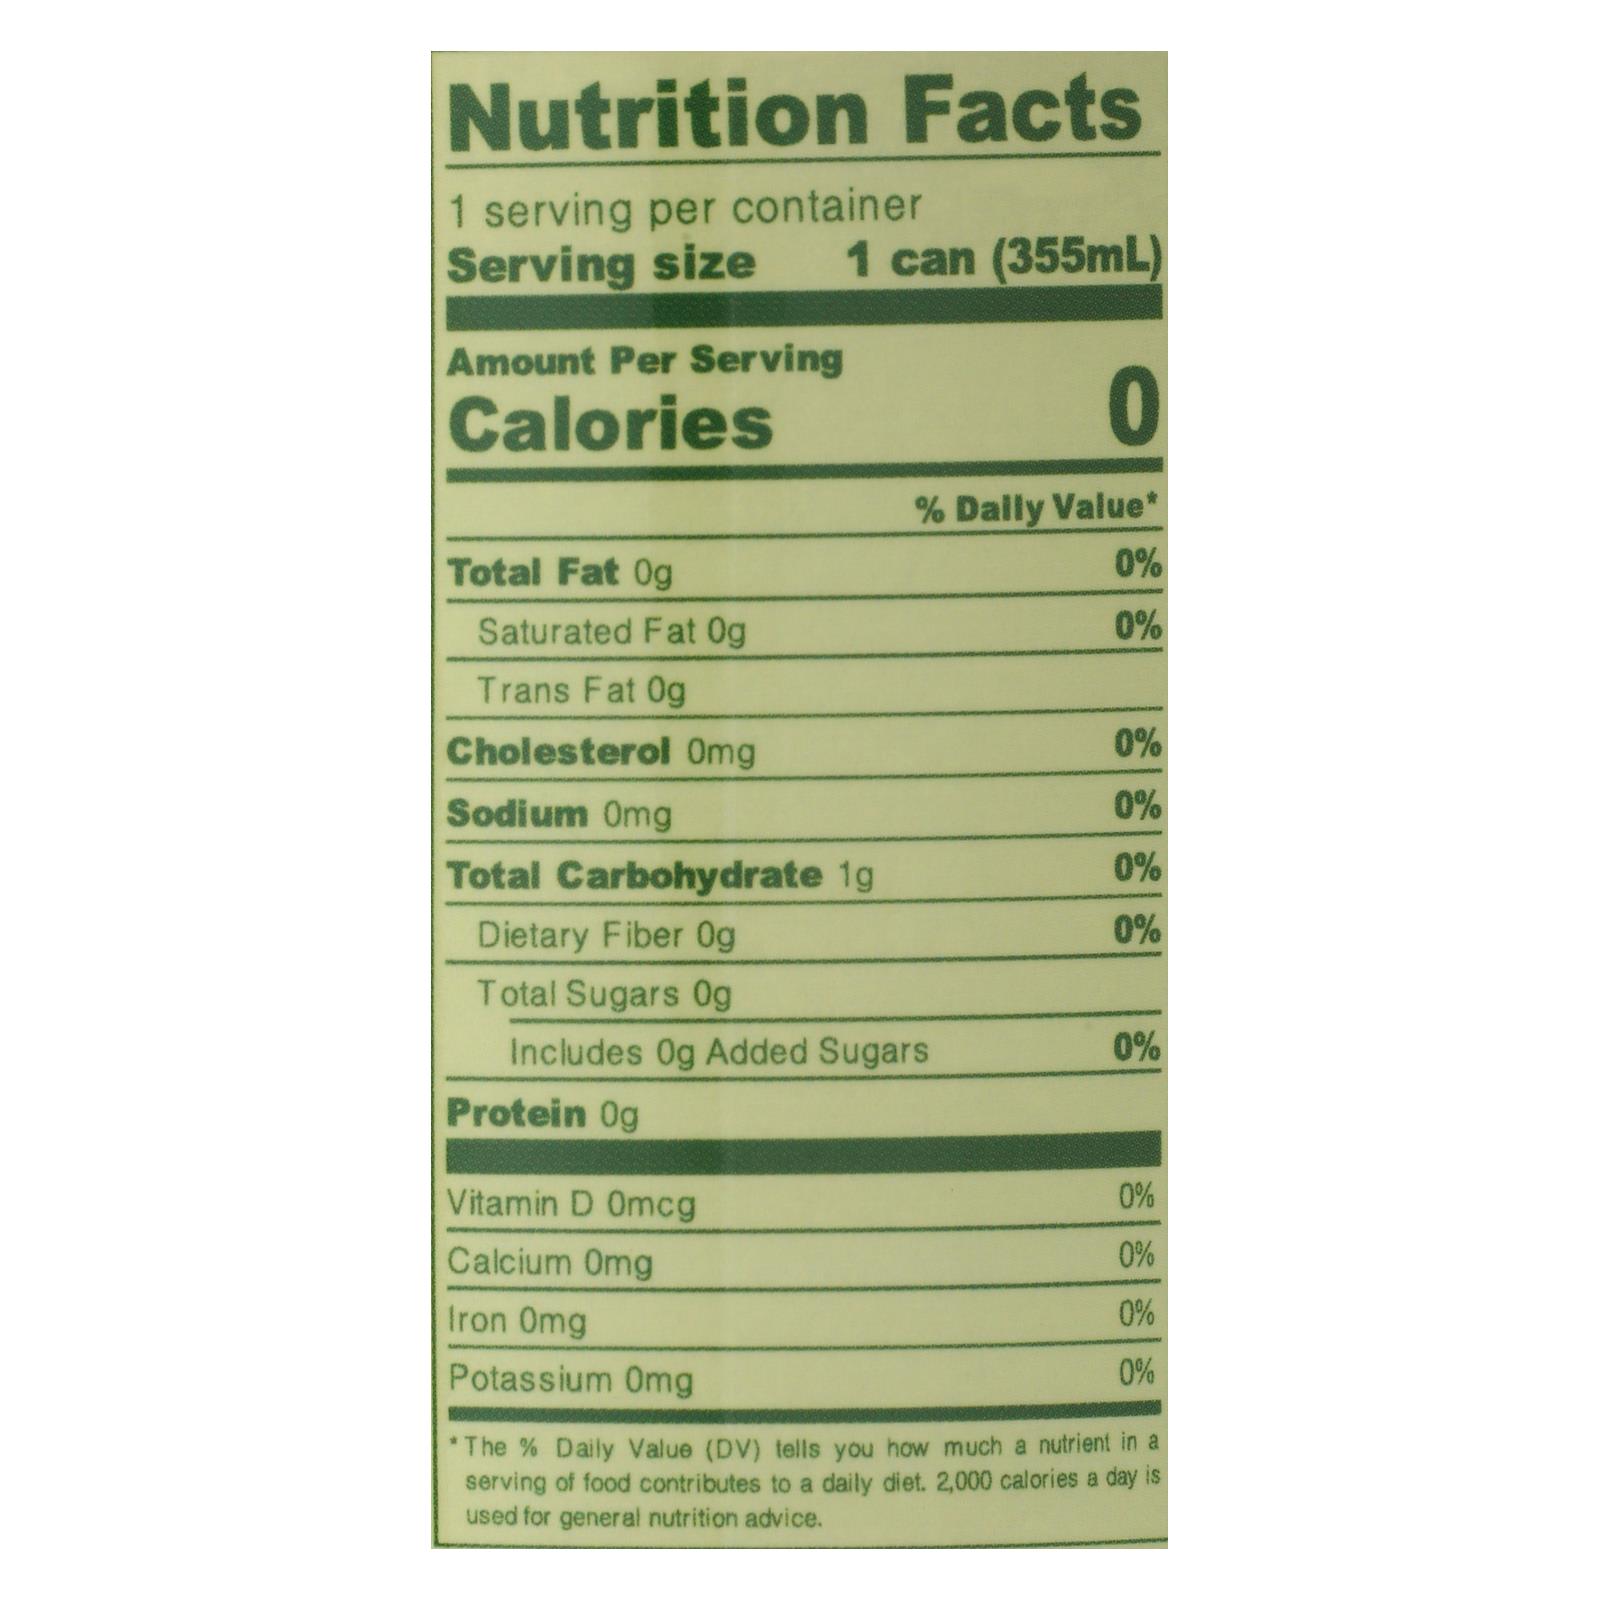 Nutrition Facts
1 serving per container
Serving size 1 can (355mL)
Amount Per Serving
Calories 0
% Daily Value*
Total Fat 0g 0%
Saturated Fat 0g 0%
Trans Fat 0g
Cholesterol 0mg 0%
Sodium 0mg 0%
Total Carbohydrate 1g 0%
Dietary Fiber 0g 0%
Total Sugars 0g
Includes 0g Added Sugars 0%
Protein 0g
Vitamin D 0mcg 0%
Calcium 0mg 0%
Iron 0mg 0%
Potassium 0mg 0%
* The % Daily Value (DV) tells you how much a nutrient in a
serving of food contributes to a daily diet. 2,000 calories a day is
used for general nutrition advice.